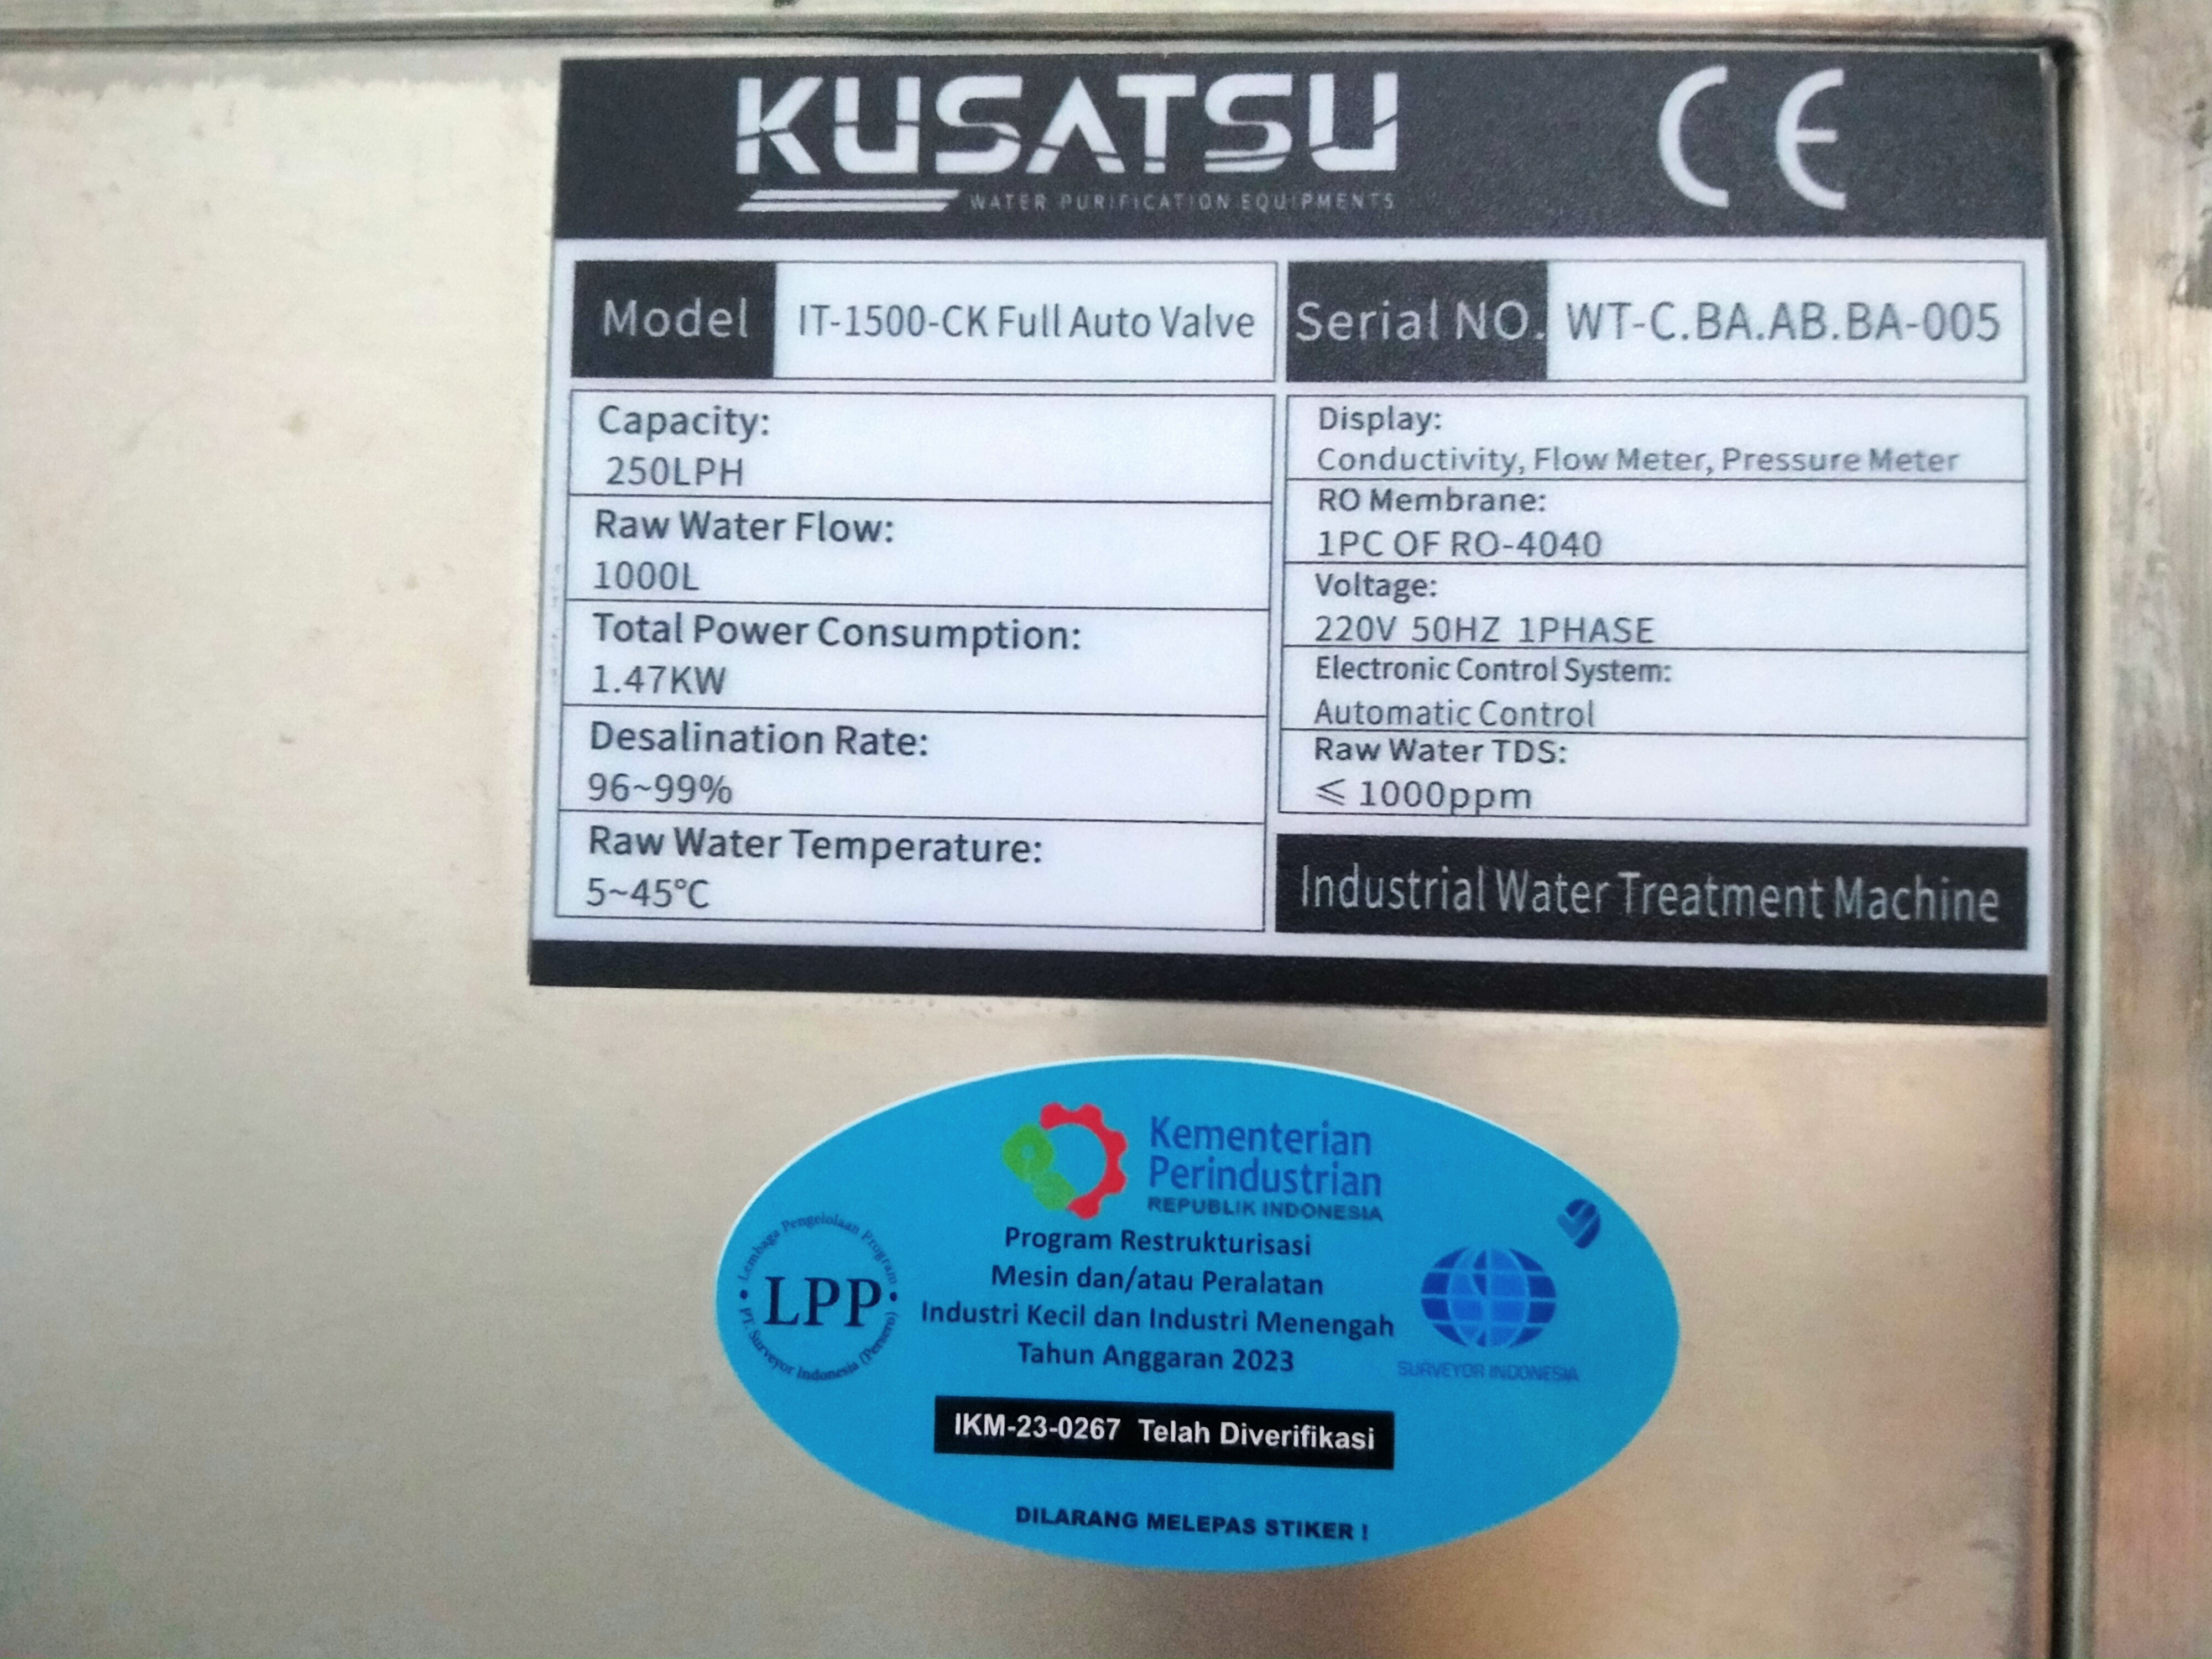 KUSATSU
WATER PURIFICATION EQUIPMENTS
CE
Model
IT-1500-CK Full Auto Valve
Serial NO.
WT-C.BA.AB.BA-005
Capacity:
250LPH
Raw Water Flow:
1000L
Total Power Consumption:
1.47KW
Desalination Rate:
96~99%
Raw Water Temperature:
5~45℃
Display:
Conductivity, Flow Meter, Pressure Meter
RO Membrane:
1PC OF RO-4040
Voltage:
220V 50HZ 1PHASE
Electronic Control System:
Automatic Control
Raw Water TDS:
≤ 1000ppm
Industrial Water Treatment Machine
Kementerian
Perindustrian
REPUBLIK INDONESIA
Program Restrukturisasi
Mesin dan/atau Peralatan
Industri Kecil dan Industri Menengah
Tahun Anggaran 2023
Lembaga Pengelolaan Program
LPP
PT. Surveyor Indonesia (Persero)
SURVEYOR INDONESIA
IKM-23-0267 Telah Diverifikasi
DILARANG MELEPAS STIKER !